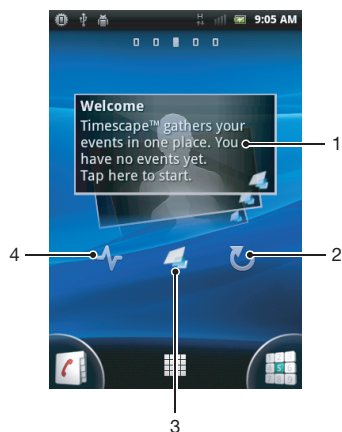 9:05 AM
Welcome
Timescape™ gathers your
events in one place. You
have no events yet.
Tap here to start.
1
4
2
5
3